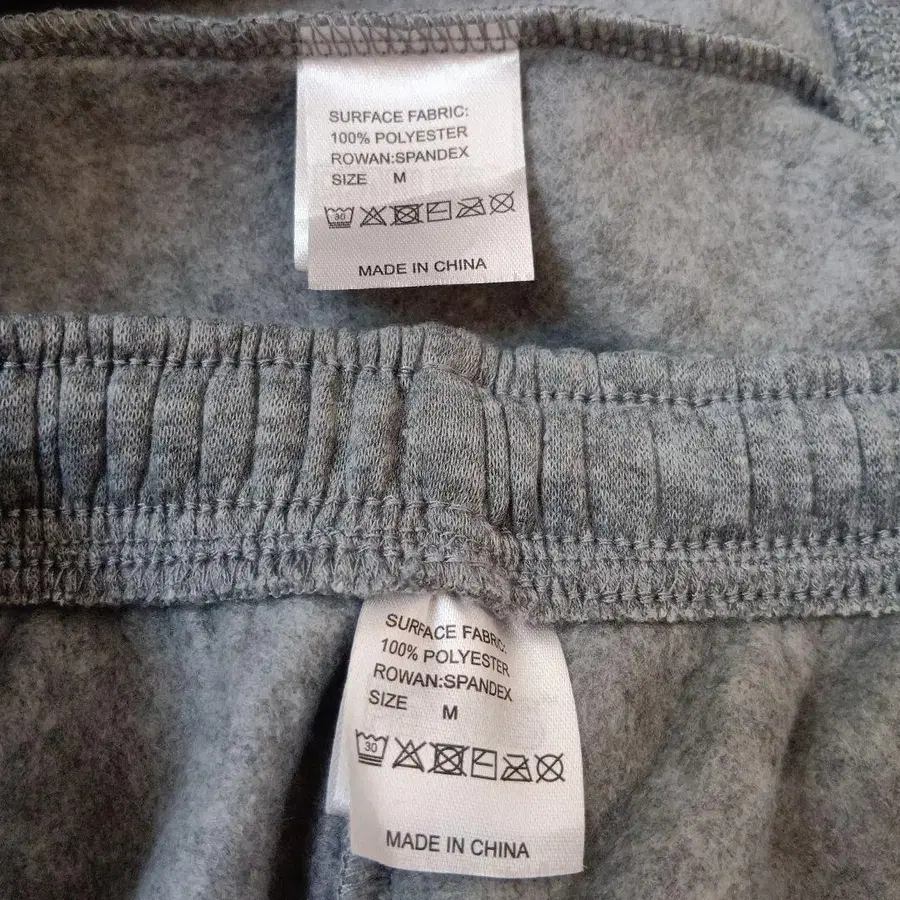 SURFACE FABRIC:
100% POLYESTER
ROWAN:SPANDEX
SIZE M
30
MADE IN CHINA
SURFACE FABRIC:
100% POLYESTER
ROWAN:SPANDEX
SIZE M
30
MADE IN CHINA